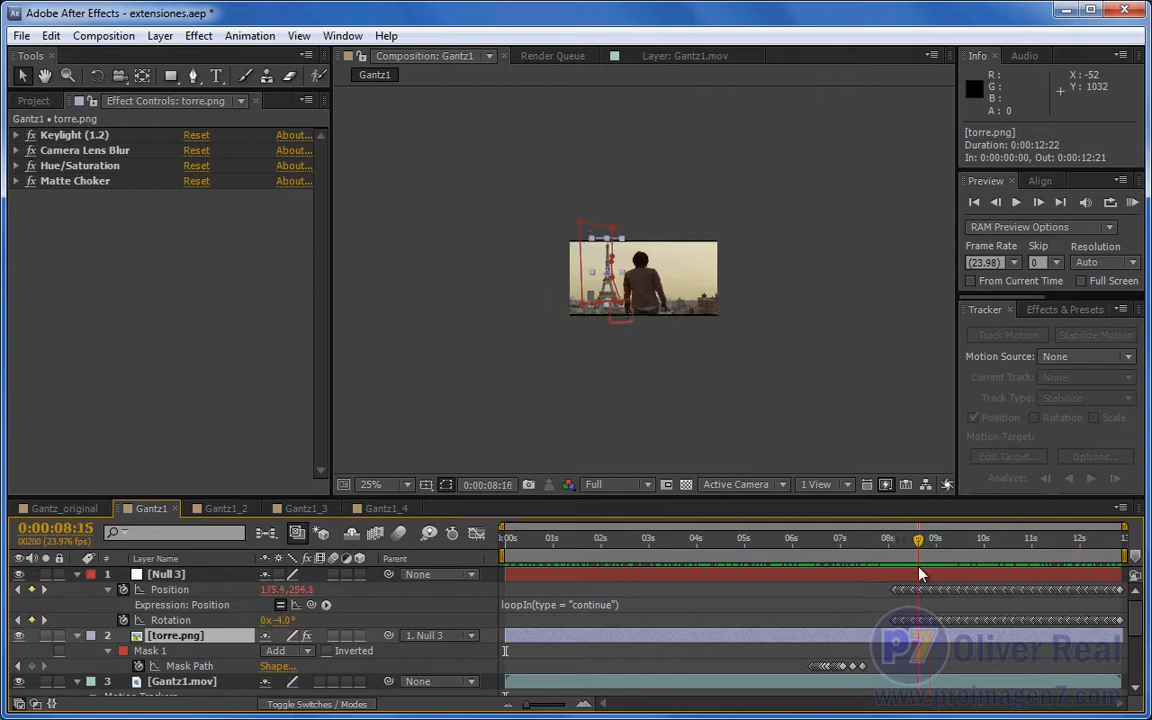 Adobe After Effects - extensiones.aep *
File Edit Composition Layer Effect Animation View Window Help
Tools
Composition: Gantz1 Render Queue Layer: Gantz1.mov
Info Audio
Gantz1
R:
G:
B:
A: 0
X: -52
Y: 1032
Project Effect Controls: torre.png
Gantz1 • torre.png
Keylight (1.2) Reset About...
Camera Lens Blur Reset About...
Hue/Saturation Reset About...
Matte Choker Reset About...
[torre.png]
Duration: 0:00:12:22
In: 0:00:00:00, Out: 0:00:12:21
Preview Align
RAM Preview Options
Frame Rate Skip Resolution
(23.98) 0 Auto
From Current Time Full Screen
Tracker Effects & Presets
Track Motion Stabilize Motion
Motion Source: None
Current Track: None
Track Type: Stabilize
Position Rotation Scale
Motion Target:
Edit Target... Options...
Analyze:
25% 0:00:08:16 Full Active Camera 1 View
Gantz_original Gantz1 Gantz1_2 Gantz1_3 Gantz1_4
0:00:08:15
00200 (23.976 fps)
:00s 01s 02s 03s 04s 05s 06s 07s 08s 09s 10s 11s 12s 13
# Layer Name Parent
1 [Null 3] None
Position 175.4,254.8
Expression: Position loopIn(type = "continue")
Rotation 0x-4.0°
2 [torre.png] 1. Null 3
Mask 1 Add Inverted
Mask Path Shape...
3 Gantz1.mov None
Toggle Switches / Modes
P7 Oliver Real
www.proimagen7.com